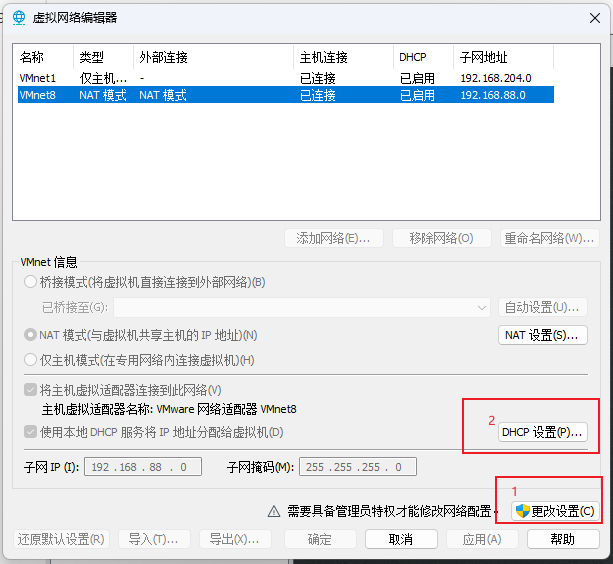 虚拟网络编辑器
名称 类型 外部连接 主机连接 DHCP 子网地址
VMnet1 仅主机... - 已连接 已启用 192.168.204.0
VMnet8 NAT 模式 NAT 模式 已连接 已启用 192.168.88.0
添加网络(E)... 移除网络(O) 重命名网络(W)...
VMnet 信息
桥接模式(将虚拟机直接连接到外部网络)(B)
已桥接至(G): 自动设置(U)...
NAT 模式(与虚拟机共享主机的 IP 地址)(N) NAT 设置(S)...
仅主机模式(在专用网络内连接虚拟机)(H)
将主机虚拟适配器连接到此网络(V)
主机虚拟适配器名称: VMware 网络适配器 VMnet8
2
使用本地 DHCP 服务将 IP 地址分配给虚拟机(D) DHCP 设置(P)...
子网 IP (I): 192 . 168 . 88 . 0 子网掩码(M): 255 . 255 . 255 . 0
1
需要具备管理员特权才能修改网络配置。 更改设置(C)
还原默认设置(R) 导入(T)... 导出(X)... 确定 取消 应用(A) 帮助